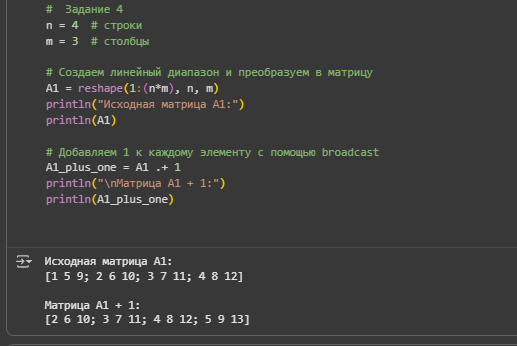 #  Задание 4
n = 4  # строки
m = 3  # столбцы
# Создаем линейный диапазон и преобразуем в матрицу
A1 = reshape(1:(n*m), n, m)
println("Исходная матрица A1:")
println(A1)
# Добавляем 1 к каждому элементу с помощью broadcast
A1_plus_one = A1 .+ 1
println("\nМатрица A1 + 1:")
println(A1_plus_one)
Исходная матрица A1:
[1 5 9; 2 6 10; 3 7 11; 4 8 12]
Матрица A1 + 1:
[2 6 10; 3 7 11; 4 8 12; 5 9 13]